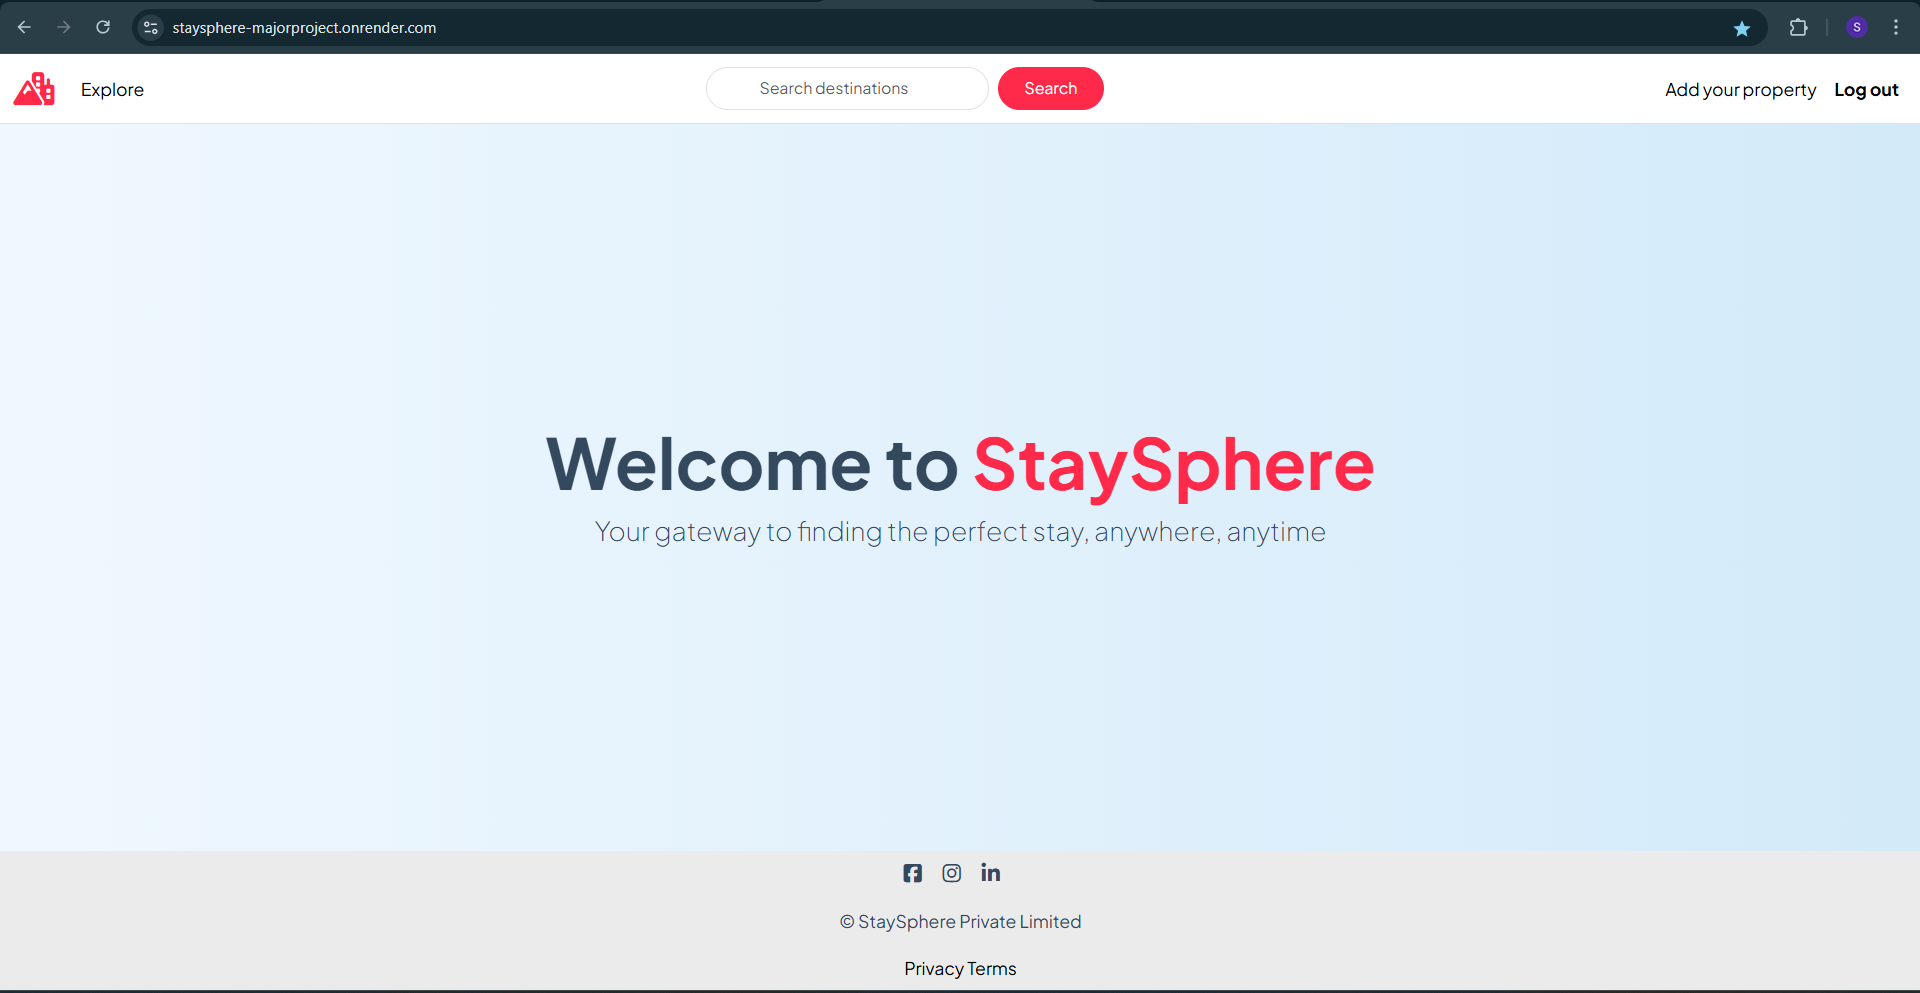 staysphere-majorproject.onrender.com
S
Explore
Search destinations
Search
Add your property
Log out
Welcome to StaySphere
Your gateway to finding the perfect stay, anywhere, anytime
© StaySphere Private Limited
Privacy Terms